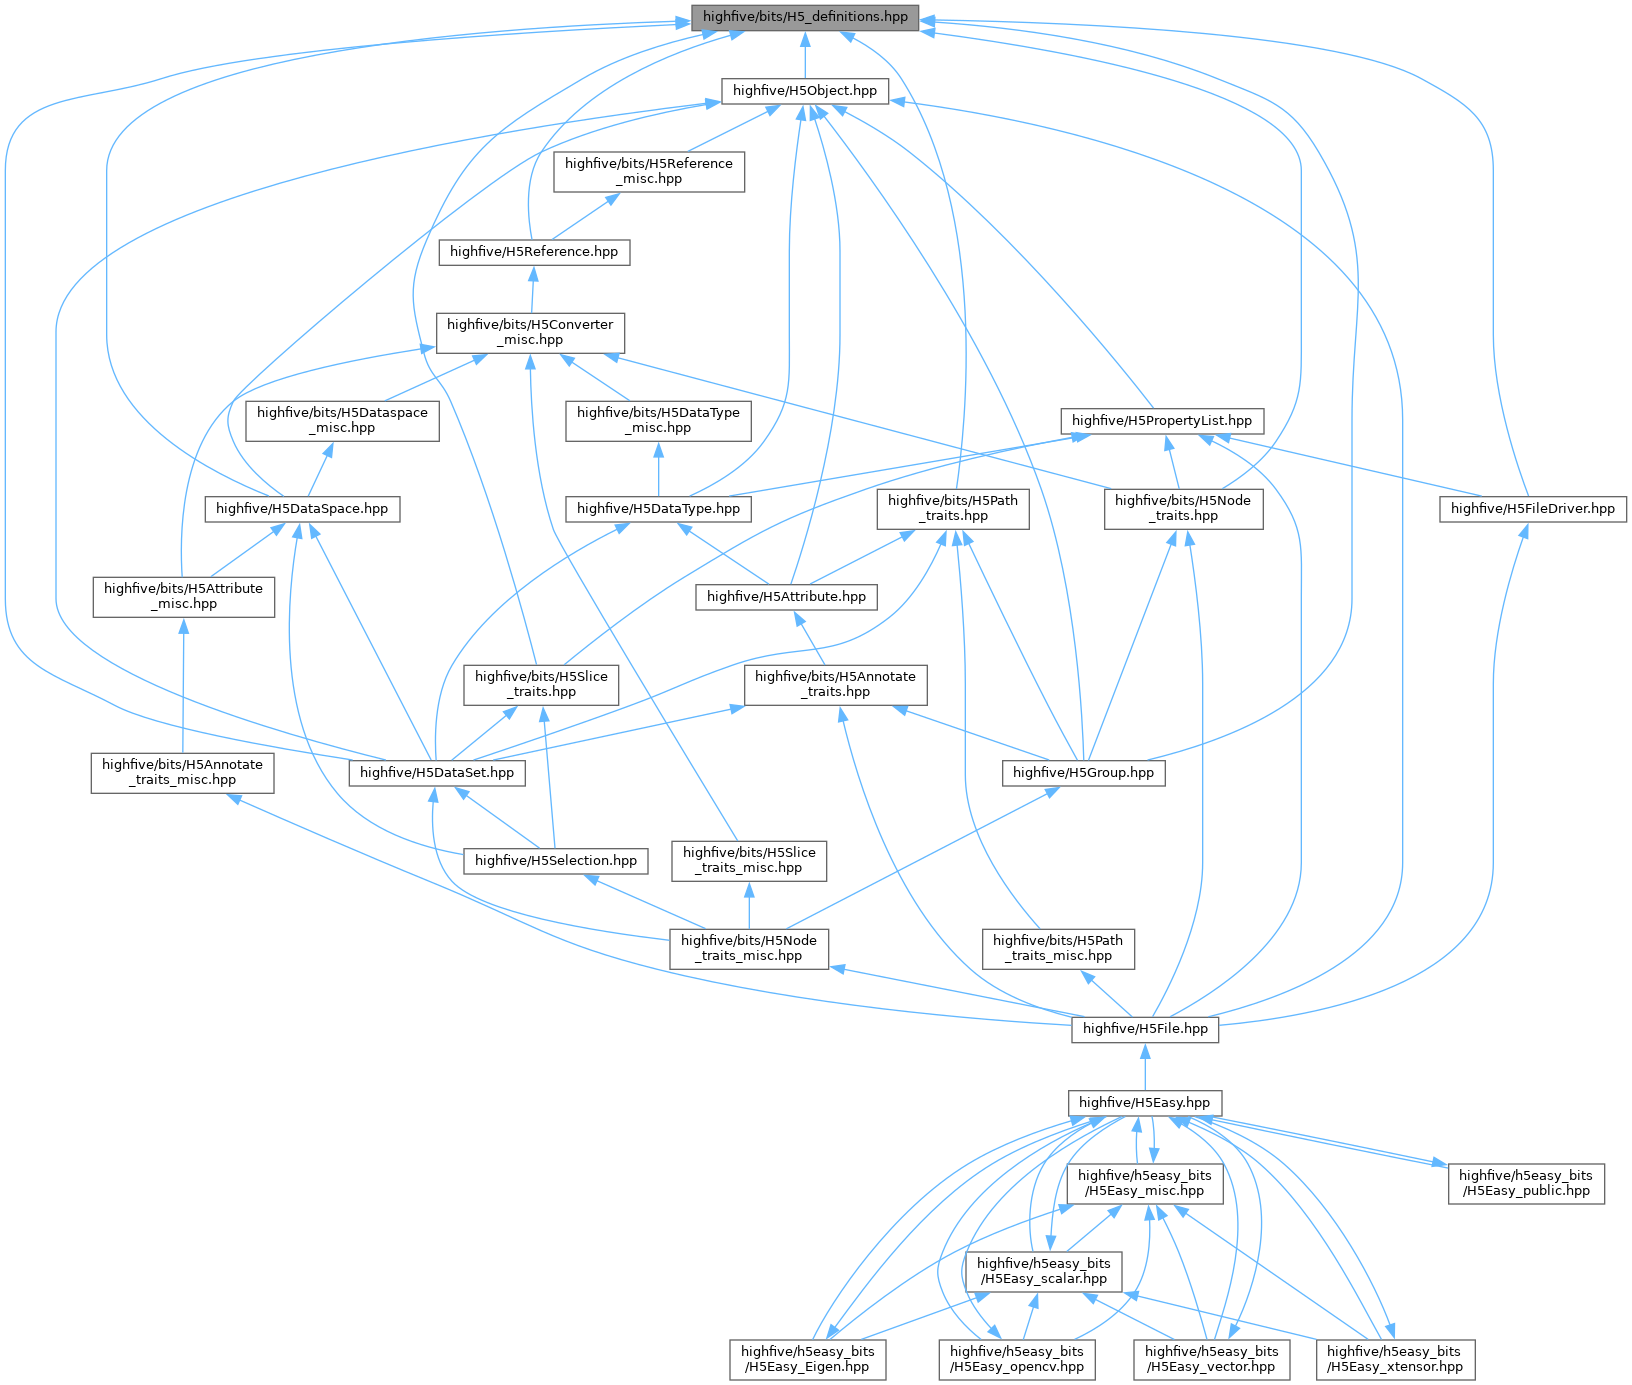 highfive/bits/H5_definitions.hpp
highfive/H5Object.hpp
highfive/bits/H5Reference
_misc.hpp
highfive/H5Reference.hpp
highfive/bits/H5Converter
_misc.hpp
highfive/bits/H5Dataspace
_misc.hpp
highfive/bits/H5DataType
_misc.hpp
highfive/H5PropertyList.hpp
highfive/H5DataSpace.hpp
highfive/H5DataType.hpp
highfive/bits/H5Path
_traits.hpp
highfive/bits/H5Node
_traits.hpp
highfive/H5FileDriver.hpp
highfive/bits/H5Attribute
_misc.hpp
highfive/H5Attribute.hpp
highfive/bits/H5Slice
_traits.hpp
highfive/bits/H5Annotate
_traits.hpp
highfive/bits/H5Annotate
_traits_misc.hpp
highfive/H5DataSet.hpp
highfive/H5Group.hpp
highfive/H5Selection.hpp
highfive/bits/H5Slice
_traits_misc.hpp
highfive/bits/H5Node
_traits_misc.hpp
highfive/bits/H5Path
_traits_misc.hpp
highfive/H5File.hpp
highfive/H5Easy.hpp
highfive/h5easy_bits
/H5Easy_misc.hpp
highfive/h5easy_bits
/H5Easy_public.hpp
highfive/h5easy_bits
/H5Easy_scalar.hpp
highfive/h5easy_bits
/H5Easy_Eigen.hpp
highfive/h5easy_bits
/H5Easy_opencv.hpp
highfive/h5easy_bits
/H5Easy_vector.hpp
highfive/h5easy_bits
/H5Easy_xtensor.hpp